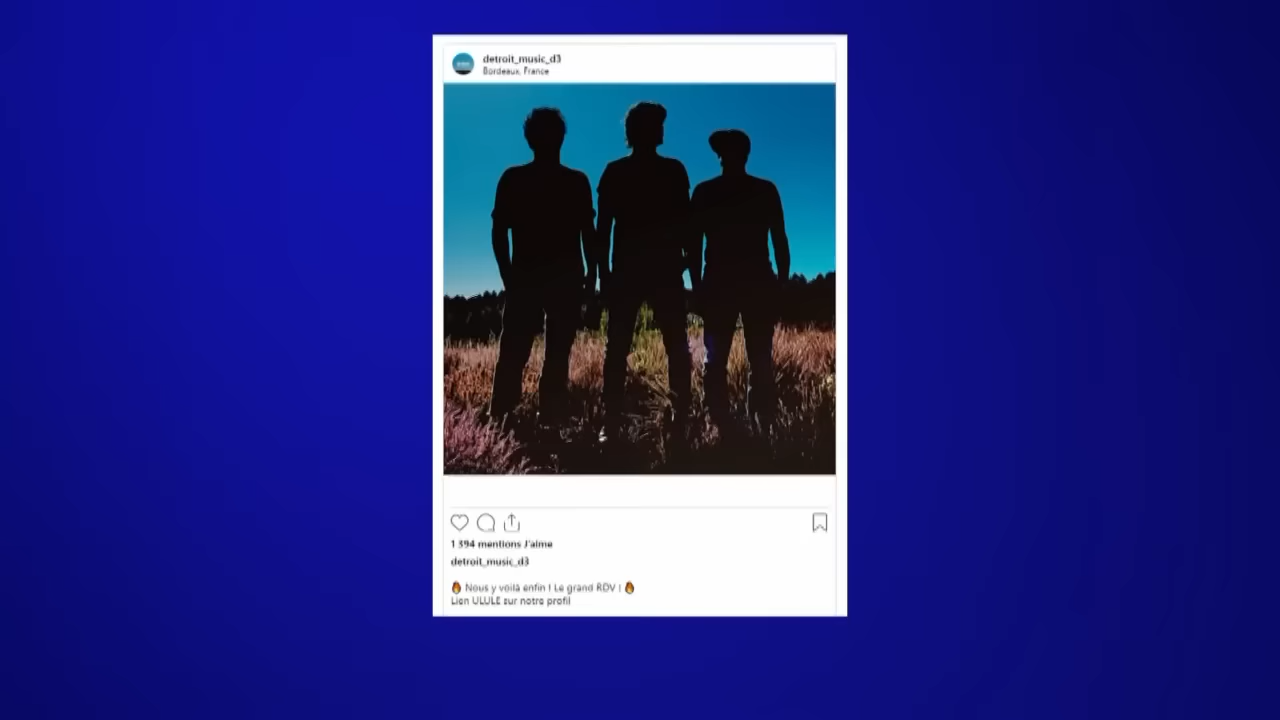 detroit_music_d3
Bordeaux, France
1 394 mentions J'aime
detroit_music_d3
🔥 Nous y voilà enfin ! Le grand RDV ! 🔥
Lien ULULE sur notre profil